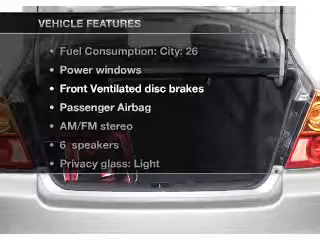 VEHICLE FEATURES
• Fuel Consumption: City: 26
• Power windows
• Front Ventilated disc brakes
• Passenger Airbag
• AM/FM stereo
• 6 speakers
• Privacy glass: Light